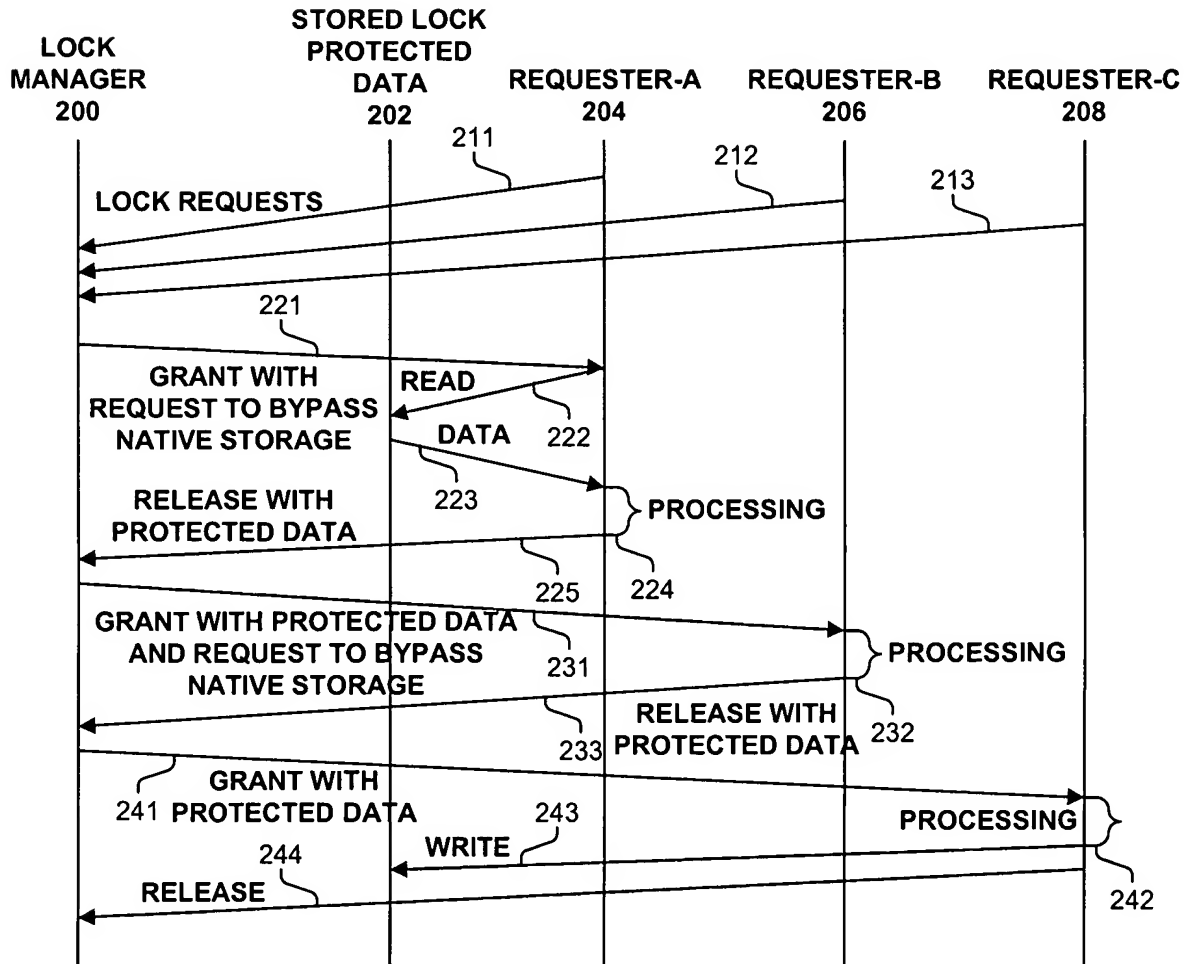 LOCK
MANAGER
200
STORED LOCK
PROTECTED
DATA
202
REQUESTER-A
204
REQUESTER-B
206
REQUESTER-C
208
211
212
213
LOCK REQUESTS
221
GRANT WITH
REQUEST TO BYPASS
NATIVE STORAGE
READ
222
DATA
223
PROCESSING
RELEASE WITH
PROTECTED DATA
225
224
GRANT WITH PROTECTED DATA
AND REQUEST TO BYPASS
NATIVE STORAGE
231
PROCESSING
233
RELEASE WITH
PROTECTED DATA
232
241
GRANT WITH
PROTECTED DATA
PROCESSING
243
WRITE
244
RELEASE
242